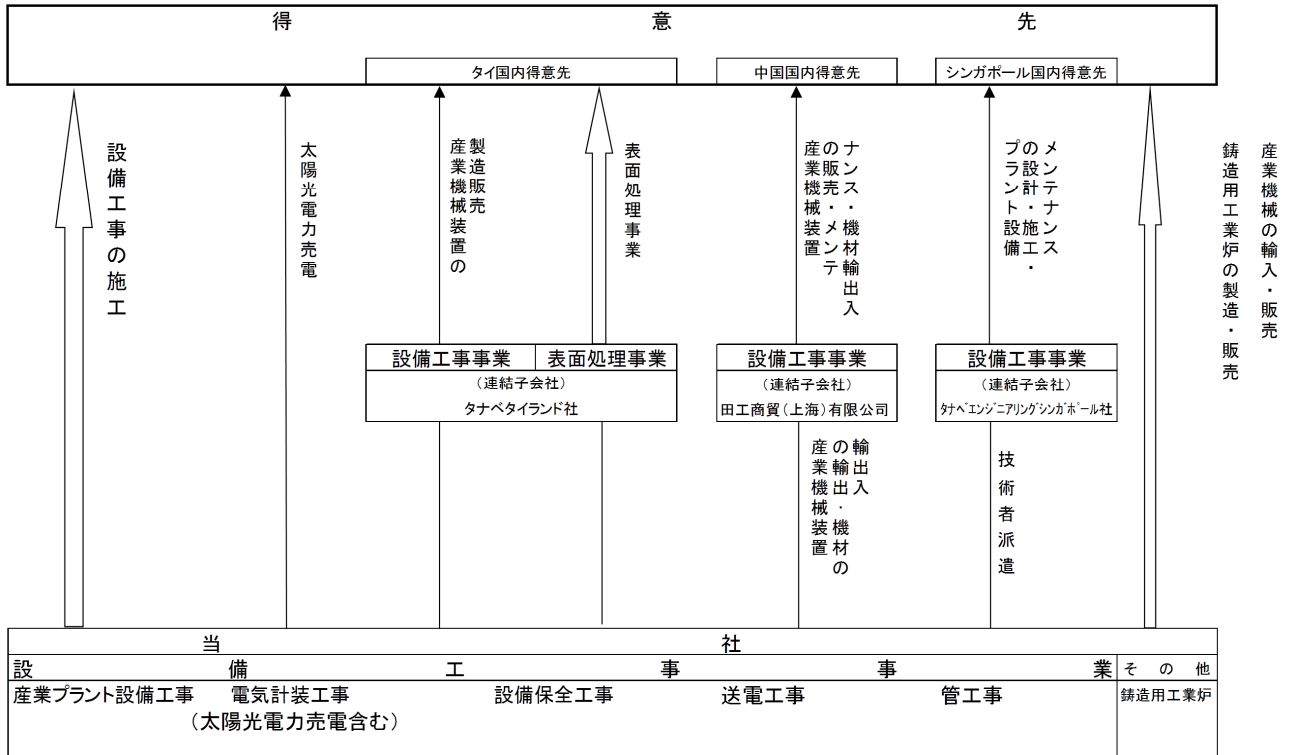 得意先
タイ国内得意先
中国国内得意先
シンガポール国内得意先
設備工事の施工
太陽光電力売電
産業機械装置の
製造販売
表面処理事業
産業機械装置
の販売・メンテ
ナンス・機材輸出入
プラント設備
の設計・施工・
メンテナンス
産業機械の輸入・販売
鋳造用工業炉の製造・販売
設備工事事業
表面処理事業
(連結子会社)
タナベタイランド社
設備工事事業
(連結子会社)
田工商貿(上海)有限公司
設備工事事業
(連結子会社)
タナベエンジニアリングシンガポール社
産業機械装置
の輸出・機材の
輸出入
技術者派遣
当社
設備工事事業
その他
産業プラント設備工事
電気計装工事
(太陽光電力売電含む)
設備保全工事
送電工事
管工事
鋳造用工業炉